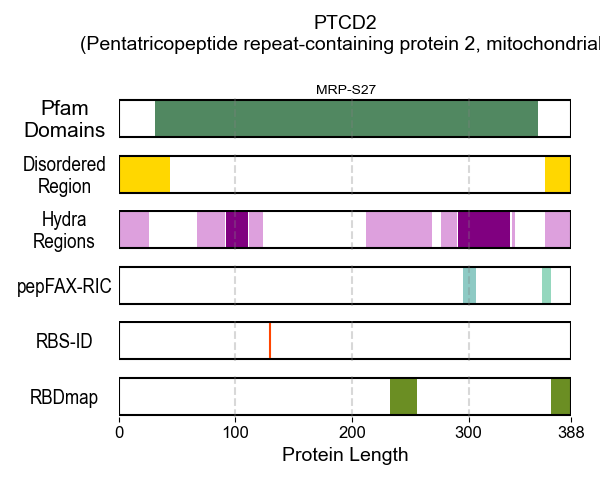 PTCD2
(Pentatricopeptide repeat-containing protein 2, mitochondrial
MRP-S27
Pfam
Domains
Disordered
Region
Hydra
Regions
pepFAX-RIC
RBS-ID
RBDmap
0 100 200 300 388
Protein Length